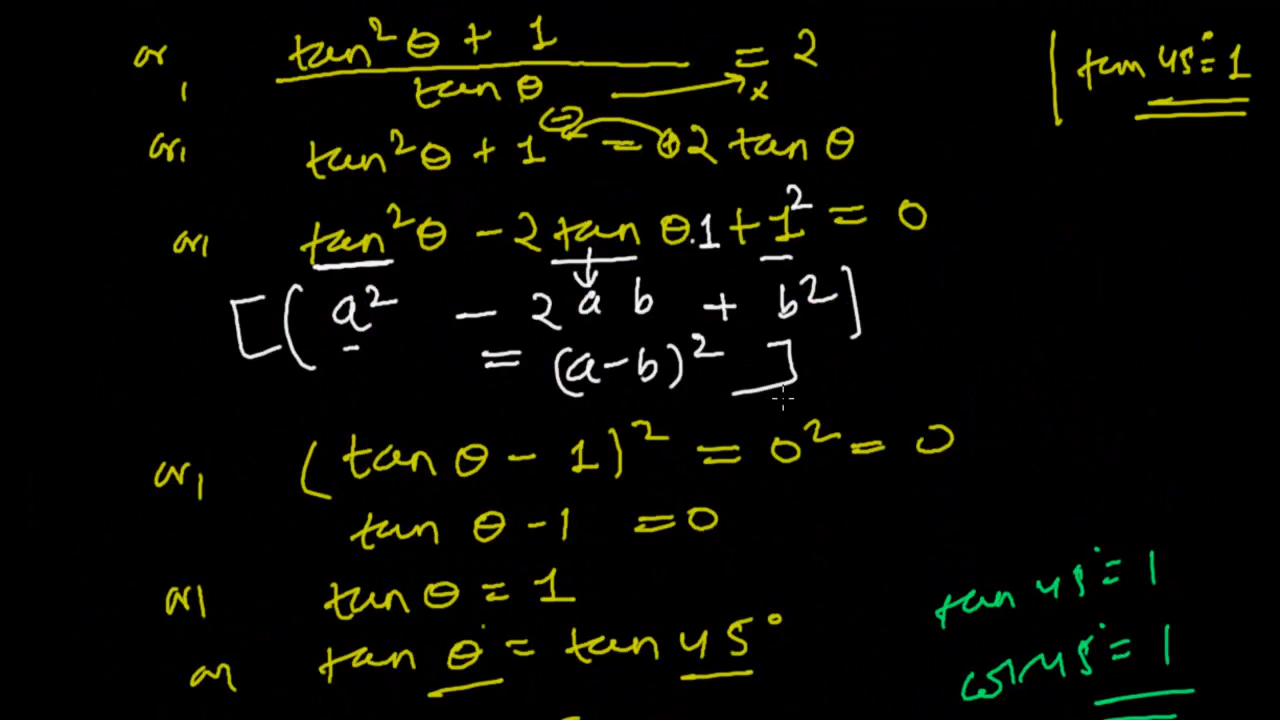 or, tan²θ + 1 / tan θ = 2
| tan 45° = 1
or, tan²θ + 1 = 2 tan θ
or, tan²θ - 2 tan θ.1 + 1² = 0
[(a² - 2 a b + b²]
= (a-b)² ]
or, (tan θ - 1)² = 0² = 0
tan θ - 1 = 0
or, tan θ = 1
tan 45° = 1
or tan θ = tan 45°
cot 45° = 1